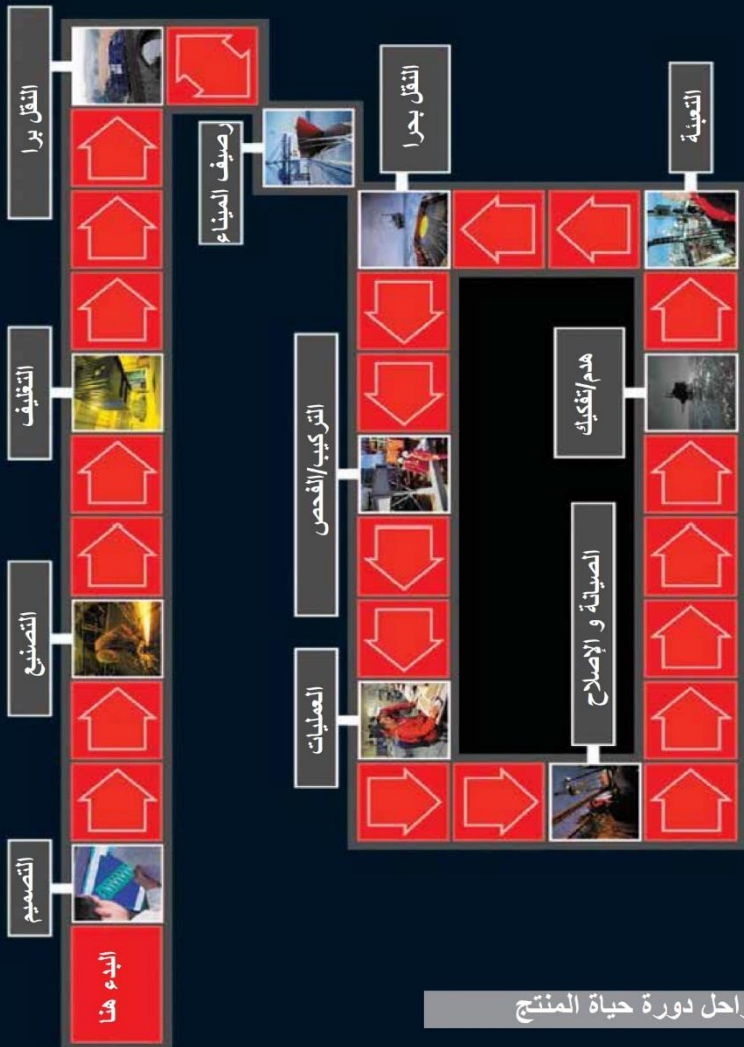 البدء هنا
التصميم
التصنيع
التغليف
النقل برا
رصيف الميناء
النقل بحرا
التركيب/الفحص
العمليات
الصيانة و الإصلاح
هدم/تفكيك
التعبئة
دورة حياة المنتج